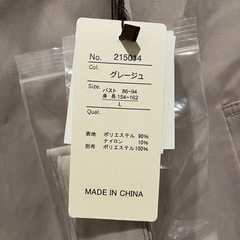 No. 215014
Col.
グレージュ
Size.
バスト 86-94
身長 154-162
L
Qual.
表地 ポリエステル 90%
ナイロン 10%
別布 ポリエステル 100%
MADE IN CHINA